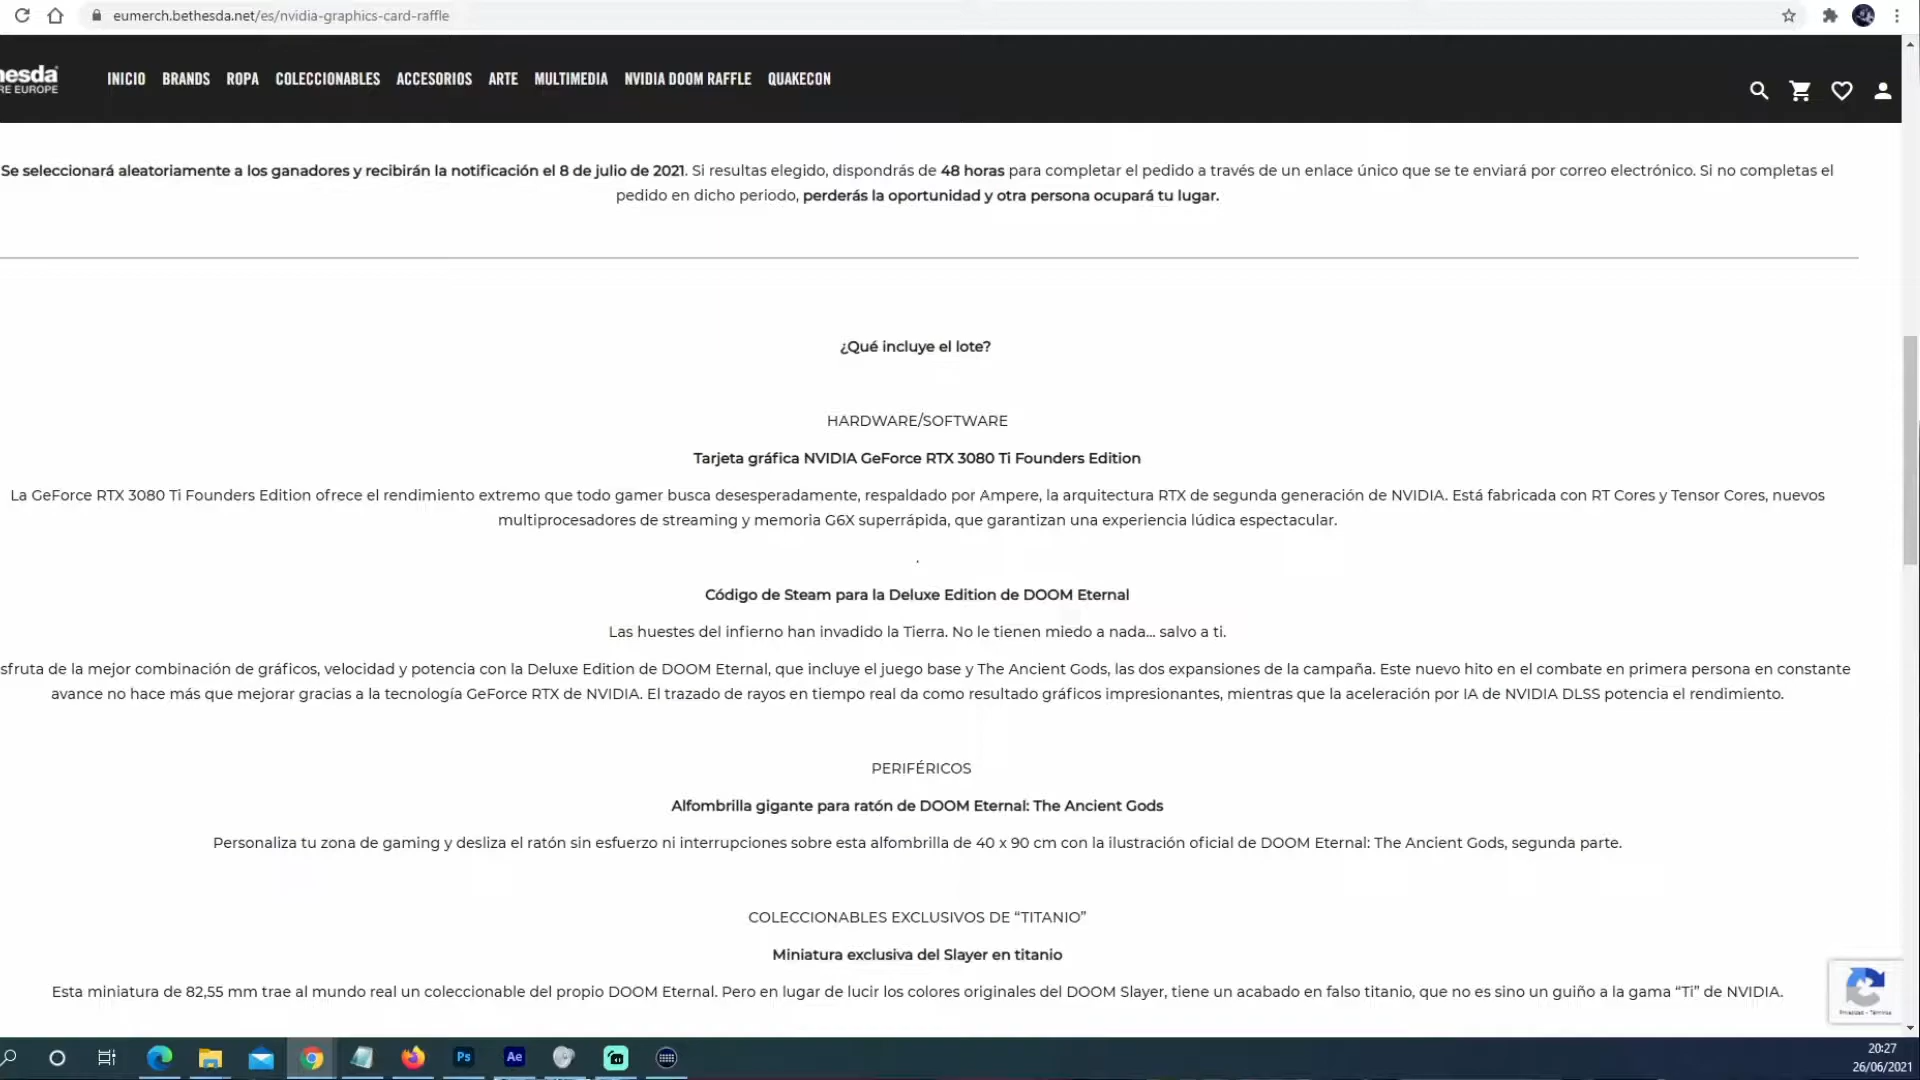 eumerch.bethesda.net/es/nvidia-graphics-card-raffle
hesda
RE EUROPE
INICIO BRANDS ROPA COLECCIONABLES ACCESORIOS ARTE MULTIMEDIA NVIDIA DOOM RAFFLE QUAKECON
Se seleccionará aleatoriamente a los ganadores y recibirán la notificación el 8 de julio de 2021. Si resultas elegido, dispondrás de 48 horas para completar el pedido a través de un enlace único que se te enviará por correo electrónico. Si no completas el
pedido en dicho periodo, perderás la oportunidad y otra persona ocupará tu lugar.
¿Qué incluye el lote?
HARDWARE/SOFTWARE
Tarjeta gráfica NVIDIA GeForce RTX 3080 Ti Founders Edition
La GeForce RTX 3080 Ti Founders Edition ofrece el rendimiento extremo que todo gamer busca desesperadamente, respaldado por Ampere, la arquitectura RTX de segunda generación de NVIDIA. Está fabricada con RT Cores y Tensor Cores, nuevos
multiprocesadores de streaming y memoria G6X superrápida, que garantizan una experiencia lúdica espectacular.
.
Código de Steam para la Deluxe Edition de DOOM Eternal
Las huestes del infierno han invadido la Tierra. No le tienen miedo a nada... salvo a ti.
sfruta de la mejor combinación de gráficos, velocidad y potencia con la Deluxe Edition de DOOM Eternal, que incluye el juego base y The Ancient Gods, las dos expansiones de la campaña. Este nuevo hito en el combate en primera persona en constante
avance no hace más que mejorar gracias a la tecnología GeForce RTX de NVIDIA. El trazado de rayos en tiempo real da como resultado gráficos impresionantes, mientras que la aceleración por IA de NVIDIA DLSS potencia el rendimiento.
PERIFÉRICOS
Alfombrilla gigante para ratón de DOOM Eternal: The Ancient Gods
Personaliza tu zona de gaming y desliza el ratón sin esfuerzo ni interrupciones sobre esta alfombrilla de 40 x 90 cm con la ilustración oficial de DOOM Eternal: The Ancient Gods, segunda parte.
COLECCIONABLES EXCLUSIVOS DE “TITANIO”
Miniatura exclusiva del Slayer en titanio
Esta miniatura de 82,55 mm trae al mundo real un coleccionable del propio DOOM Eternal. Pero en lugar de lucir los colores originales del DOOM Slayer, tiene un acabado en falso titanio, que no es sino un guiño a la gama “Ti” de NVIDIA.
Privacidad - Términos
Ps Ae
20:27
26/06/2021